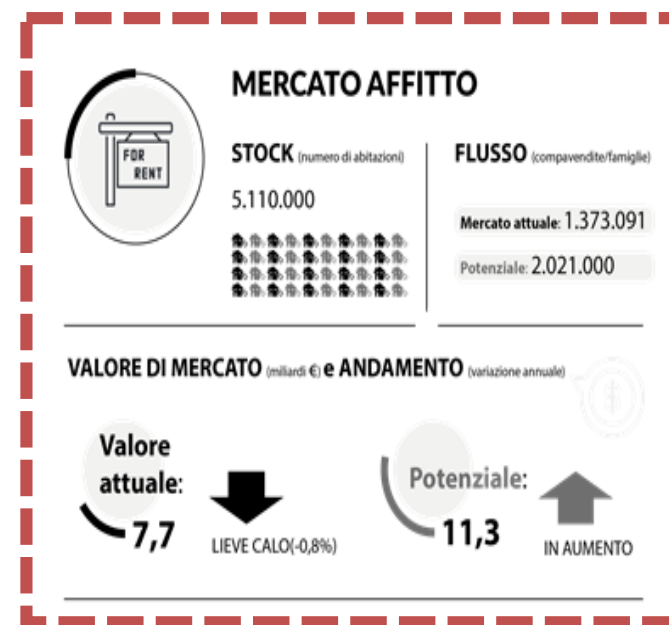 MERCATO AFFITTO
FOR
RENT
STOCK (numero di abitazioni)
5.110.000
FLUSSO (compavendite/famiglie)
Mercato attuale: 1.373.091
Potenziale: 2.021.000
VALORE DI MERCATO (miliardi €) e ANDAMENTO (variazione annuale)
Valore
attuale:
7,7
LIEVE CALO(-0,8%)
Potenziale:
11,3
IN AUMENTO